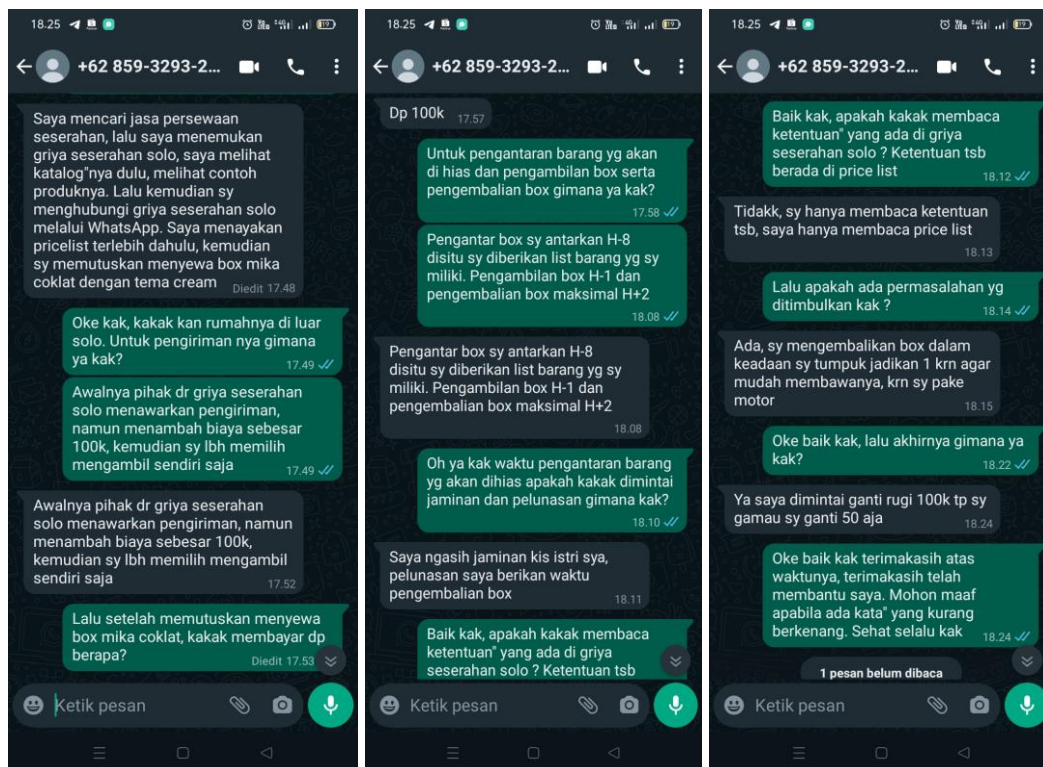 18.25
+62 859-3293-2...
Saya mencari jasa persewaan
seserahan, lalu saya menemukan
griya seserahan solo, saya melihat
katalog"nya dulu, melihat contoh
produknya. Lalu kemudian sy
menghubungi griya seserahan solo
melalui WhatsApp. Saya menayakan
pricelist terlebih dahulu, kemudian
sy memutuskan menyewa box mika
coklat dengan tema cream Diedit 17.48
Oke kak, kakak kan rumahnya di luar
solo. Untuk pengiriman nya gimana
ya kak? 17.49
Awalnya pihak dr griya seserahan
solo menawarkan pengiriman,
namun menambah biaya sebesar
100k, kemudian sy lbh memilih
mengambil sendiri saja 17.49
Awalnya pihak dr griya seserahan
solo menawarkan pengiriman, namun
menambah biaya sebesar 100k,
kemudian sy lbh memilih mengambil
sendiri saja 17.52
Lalu setelah memutuskan menyewa
box mika coklat, kakak membayar dp
berapa? Diedit 17.53
Ketik pesan
18.25
+62 859-3293-2...
Dp 100k 17.57
Untuk pengantaran barang yg akan
di hias dan pengambilan box serta
pengembalian box gimana ya kak?
17.58
Pengantar box sy antarkan H-8
disitu sy diberikan list barang yg sy
miliki. Pengambilan box H-1 dan
pengembalian box maksimal H+2
18.08
Pengantar box sy antarkan H-8
disitu sy diberikan list barang yg sy
miliki. Pengambilan box H-1 dan
pengembalian box maksimal H+2
18.08
Oh ya kak waktu pengantaran barang
yg akan dihias apakah kakak dimintai
jaminan dan pelunasan gimana kak?
18.10
Saya ngasih jaminan kis istri sya,
pelunasan saya berikan waktu
pengembalian box 18.11
Baik kak, apakah kakak membaca
ketentuan" yang ada di griya
seserahan solo ? Ketentuan tsb
Ketik pesan
18.25
+62 859-3293-2...
Baik kak, apakah kakak membaca
ketentuan" yang ada di griya
seserahan solo ? Ketentuan tsb
berada di price list 18.12
Tidakk, sy hanya membaca ketentuan
tsb, saya hanya membaca price list
18.13
Lalu apakah ada permasalahan yg
ditimbulkan kak ? 18.14
Ada, sy mengembalikan box dalam
keadaan sy tumpuk jadikan 1 krn agar
mudah membawanya, krn sy pake
motor 18.15
Oke baik kak, lalu akhirnya gimana ya
kak? 18.22
Ya saya dimintai ganti rugi 100k tp sy
gamau sy ganti 50 aja 18.24
Oke baik kak terimakasih atas
waktunya, terimakasih telah
membantu saya. Mohon maaf
apabila ada kata" yang kurang
berkenang. Sehat selalu kak 18.24
1 pesan belum dibaca
Ketik pesan